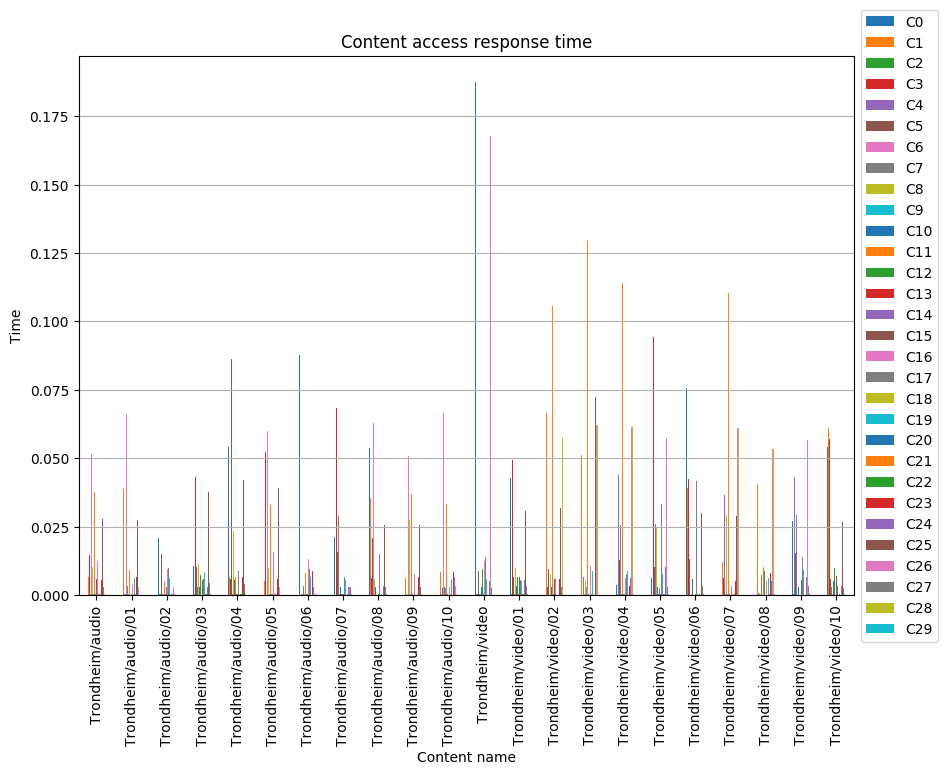 Content access response time
Time
0.175
0.150
0.125
0.100
0.075
0.050
0.025
0.000
Trondheim/audio
Trondheim/audio/01
Trondheim/audio/02
Trondheim/audio/03
Trondheim/audio/04
Trondheim/audio/05
Trondheim/audio/06
Trondheim/audio/07
Trondheim/audio/08
Trondheim/audio/09
Trondheim/audio/10
Trondheim/video
Trondheim/video/01
Trondheim/video/02
Trondheim/video/03
Trondheim/video/04
Trondheim/video/05
Trondheim/video/06
Trondheim/video/07
Trondheim/video/08
Trondheim/video/09
Trondheim/video/10
Content name
C0
C1
C2
C3
C4
C5
C6
C7
C8
C9
C10
C11
C12
C13
C14
C15
C16
C17
C18
C19
C20
C21
C22
C23
C24
C25
C26
C27
C28
C29